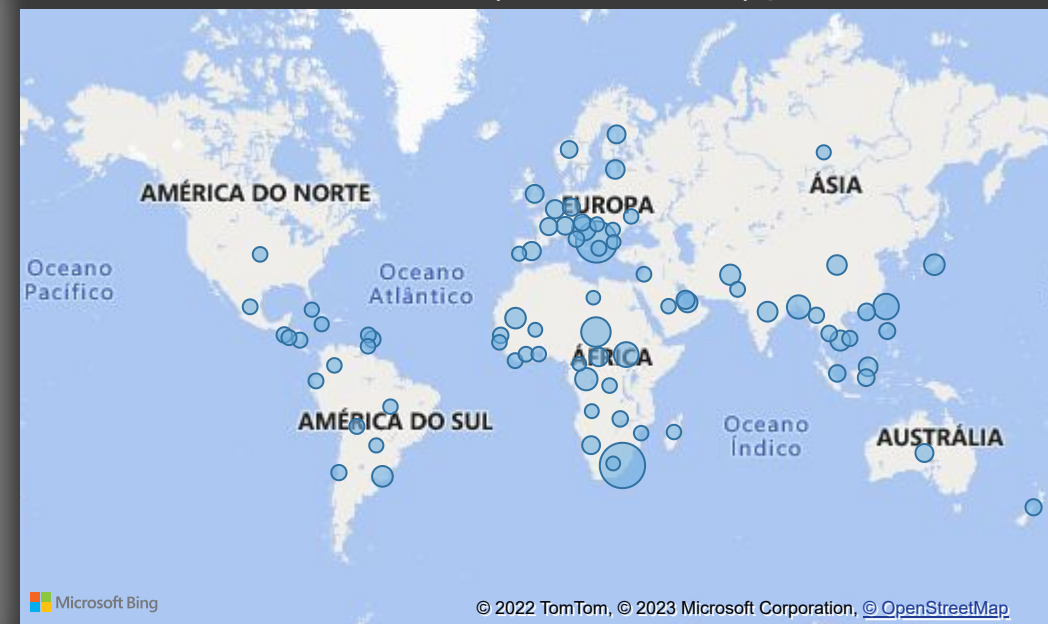 AMÉRICA DO NORTE
EUROPA
ÁSIA
Oceano
Pacífico
Oceano
Atlântico
ÁFRICA
AMÉRICA DO SUL
Oceano
Índico
AUSTRÁLIA
Microsoft Bing
© 2022 TomTom, © 2023 Microsoft Corporation, © OpenStreetMap